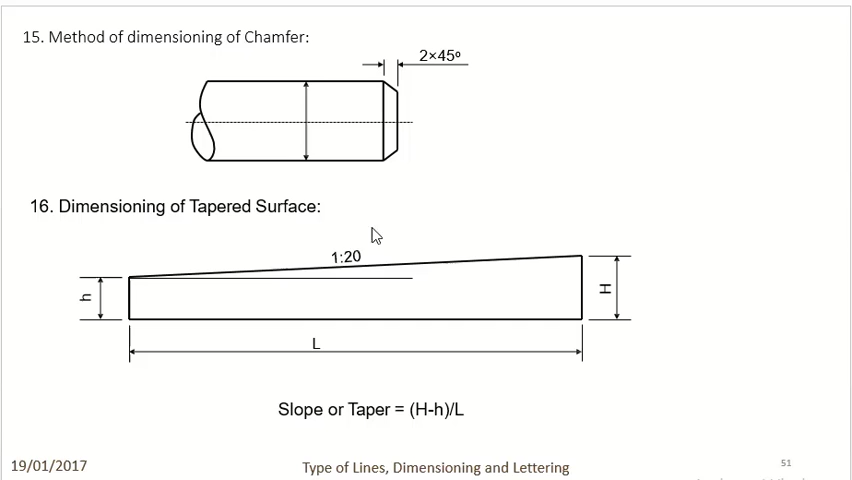 15. Method of dimensioning of Chamfer:
2×45º
16. Dimensioning of Tapered Surface:
1:20
h
H
L
Slope or Taper = (H-h)/L
19/01/2017
Type of Lines, Dimensioning and Lettering
51